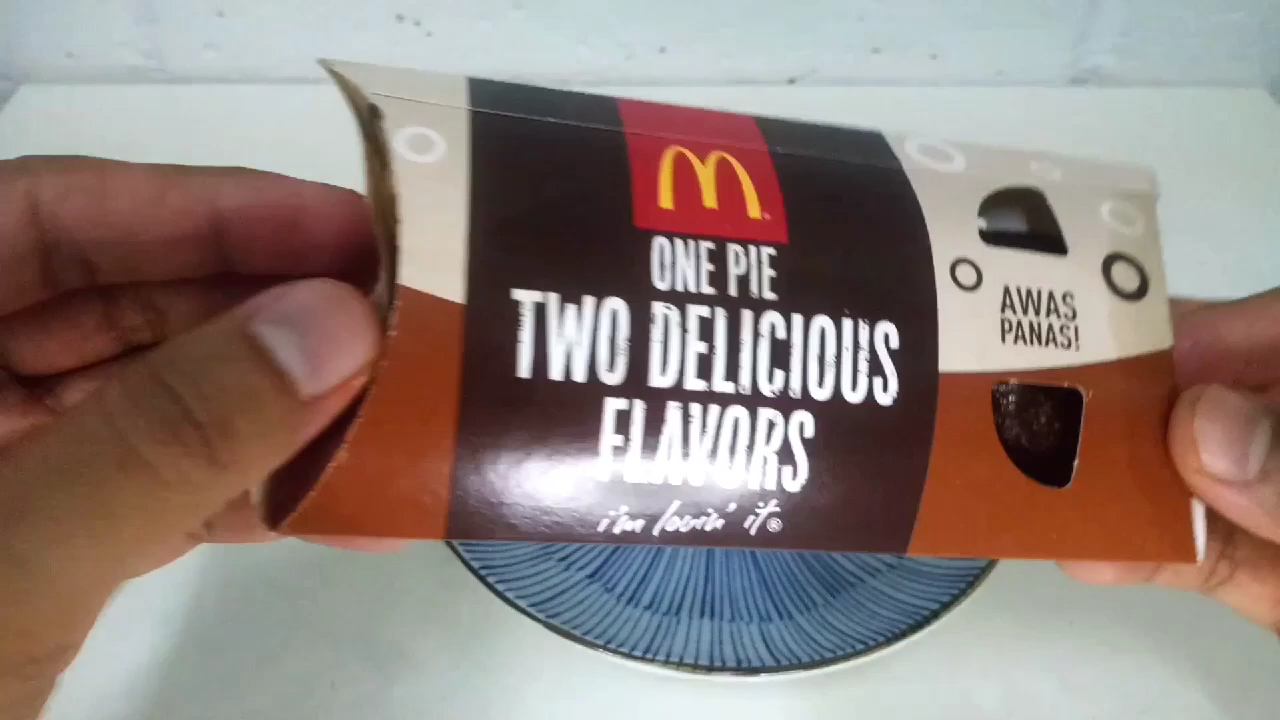 ONE PIE
TWO DELICIOUS
FLAVORS
i'm lovin' it®
AWAS
PANAS!